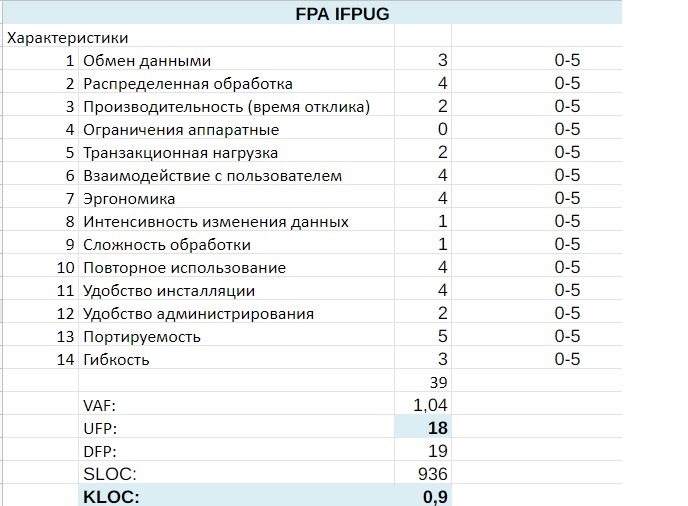 FPA IFPUG
Характеристики
1 Обмен данными 3 0-5
2 Распределенная обработка 4 0-5
3 Производительность (время отклика) 2 0-5
4 Ограничения аппаратные 0 0-5
5 Транзакционная нагрузка 2 0-5
6 Взаимодействие с пользователем 4 0-5
7 Эргономика 4 0-5
8 Интенсивность изменения данных 1 0-5
9 Сложность обработки 1 0-5
10 Повторное использование 4 0-5
11 Удобство инсталляции 4 0-5
12 Удобство администрирования 2 0-5
13 Портируемость 5 0-5
14 Гибкость 3 0-5
39
VAF: 1,04
UFP: 18
DFP: 19
SLOC: 936
KLOC: 0,9